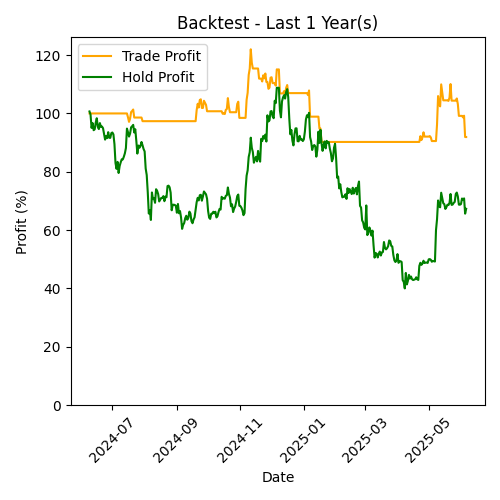 Backtest - Last 1 Year(s)
Trade Profit
Hold Profit
Profit (%)
120
100
80
60
40
20
0
2024-07
2024-09
2024-11
2025-01
2025-03
2025-05
Date